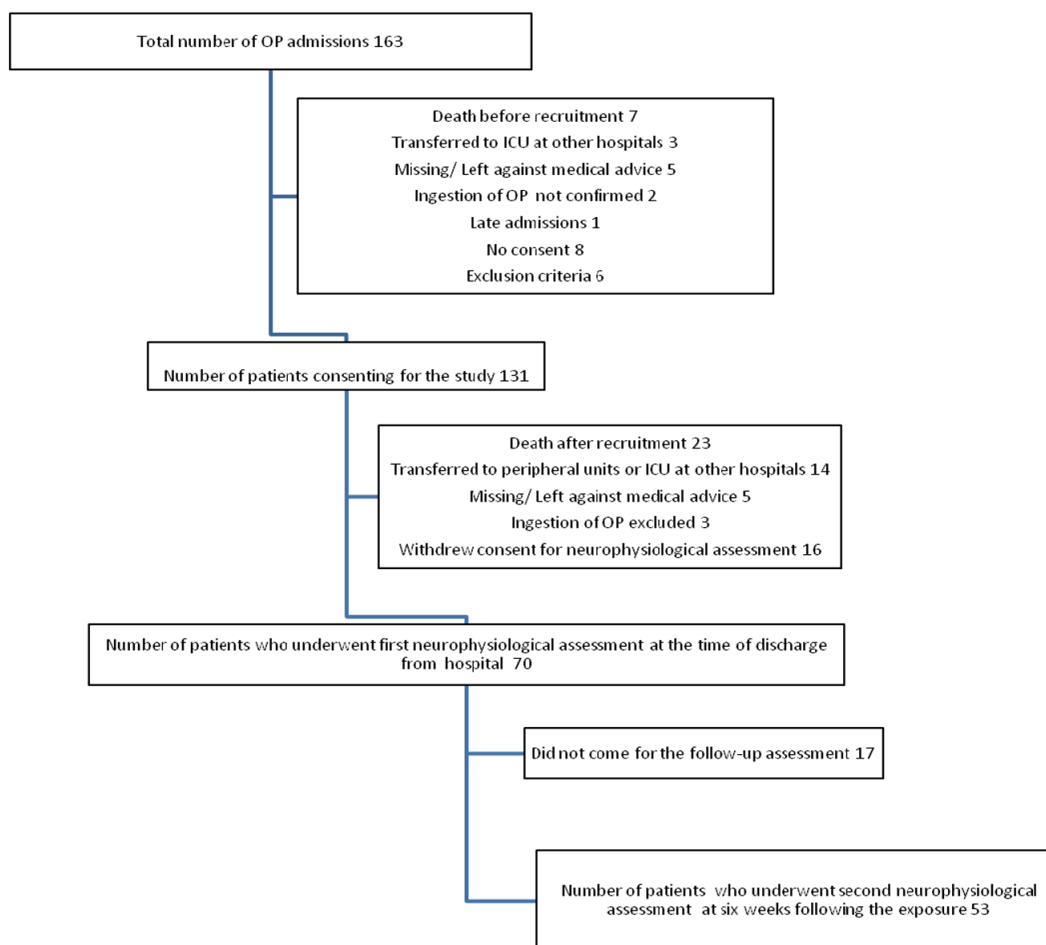 Total number of OP admissions 163
Death before recruitment 7
Transferred to ICU at other hospitals 3
Missing/ Left against medical advice 5
Ingestion of OP not confirmed 2
Late admissions 1
No consent 8
Exclusion criteria 6
Number of patients consenting for the study 131
Death after recruitment 23
Transferred to peripheral units or ICU at other hospitals 14
Missing/ Left against medical advice 5
Ingestion of OP excluded 3
Withdrew consent for neurophysiological assessment 16
Number of patients who underwent first neurophysiological assessment at the time of discharge
from hospital 70
Did not come for the follow-up assessment 17
Number of patients who underwent second neurophysiological
assessment at six weeks following the exposure 53